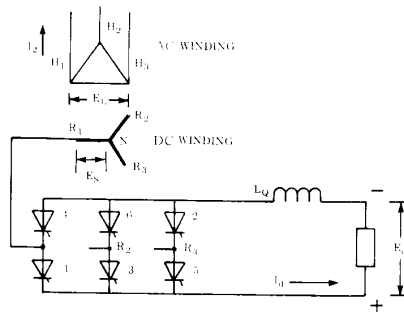 I2
H2
AC WINDING
H1
H3
EL
R2
R1
N
DC WINDING
R3
ES
LQ
−
4
6
2
R2
R3
1
3
5
Id
Ed
+